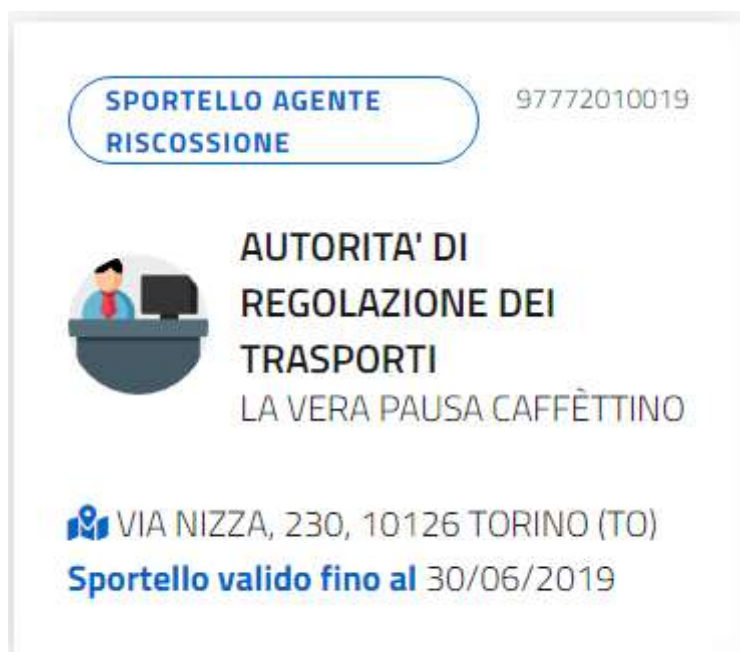 SPORTELLO AGENTE
RISCOSSIONE
97772010019
AUTORITA' DI
REGOLAZIONE DEI
TRASPORTI
LA VERA PAUSA CAFFÈTTINO
VIA NIZZA, 230, 10126 TORINO (TO)
Sportello valido fino al 30/06/2019